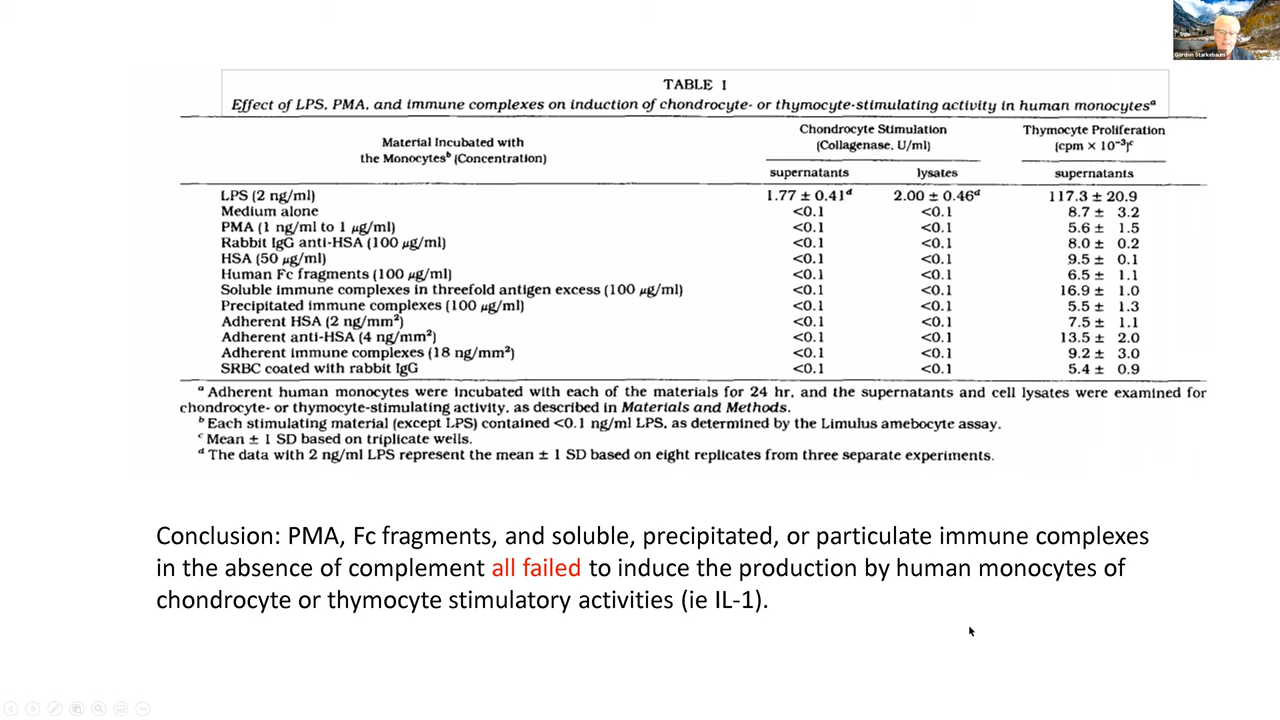 Gordon Starkebaum
TABLE I
Effect of LPS, PMA, and immune complexes on induction of chondrocyte- or thymocyte-stimulating activity in human monocytesᵃ
Material Incubated with the Monocytesᵇ (Concentration)
Chondrocyte Stimulation (Collagenase, U/ml)
Thymocyte Proliferation (cpm × 10⁻³)ᶜ
supernatants lysates supernatants
LPS (2 ng/ml) 1.77 ± 0.41ᵈ 2.00 ± 0.46ᵈ 117.3 ± 20.9
Medium alone <0.1 <0.1 8.7 ± 3.2
PMA (1 ng/ml to 1 μg/ml) <0.1 <0.1 5.6 ± 1.5
Rabbit IgG anti-HSA (100 μg/ml) <0.1 <0.1 8.0 ± 0.2
HSA (50 μg/ml) <0.1 <0.1 9.5 ± 0.1
Human Fc fragments (100 μg/ml) <0.1 <0.1 6.5 ± 1.1
Soluble immune complexes in threefold antigen excess (100 μg/ml) <0.1 <0.1 16.9 ± 1.0
Precipitated immune complexes (100 μg/ml) <0.1 <0.1 5.5 ± 1.3
Adherent HSA (2 ng/mm²) <0.1 <0.1 7.5 ± 1.1
Adherent anti-HSA (4 ng/mm²) <0.1 <0.1 13.5 ± 2.0
Adherent immune complexes (18 ng/mm²) <0.1 <0.1 9.2 ± 3.0
SRBC coated with rabbit IgG <0.1 <0.1 5.4 ± 0.9
ᵃ Adherent human monocytes were incubated with each of the materials for 24 hr, and the supernatants and cell lysates were examined for
chondrocyte- or thymocyte-stimulating activity, as described in Materials and Methods.
ᵇ Each stimulating material (except LPS) contained <0.1 ng/ml LPS, as determined by the Limulus amebocyte assay.
ᶜ Mean ± 1 SD based on triplicate wells.
ᵈ The data with 2 ng/ml LPS represent the mean ± 1 SD based on eight replicates from three separate experiments.
Conclusion: PMA, Fc fragments, and soluble, precipitated, or particulate immune complexes
in the absence of complement all failed to induce the production by human monocytes of
chondrocyte or thymocyte stimulatory activities (ie IL-1).